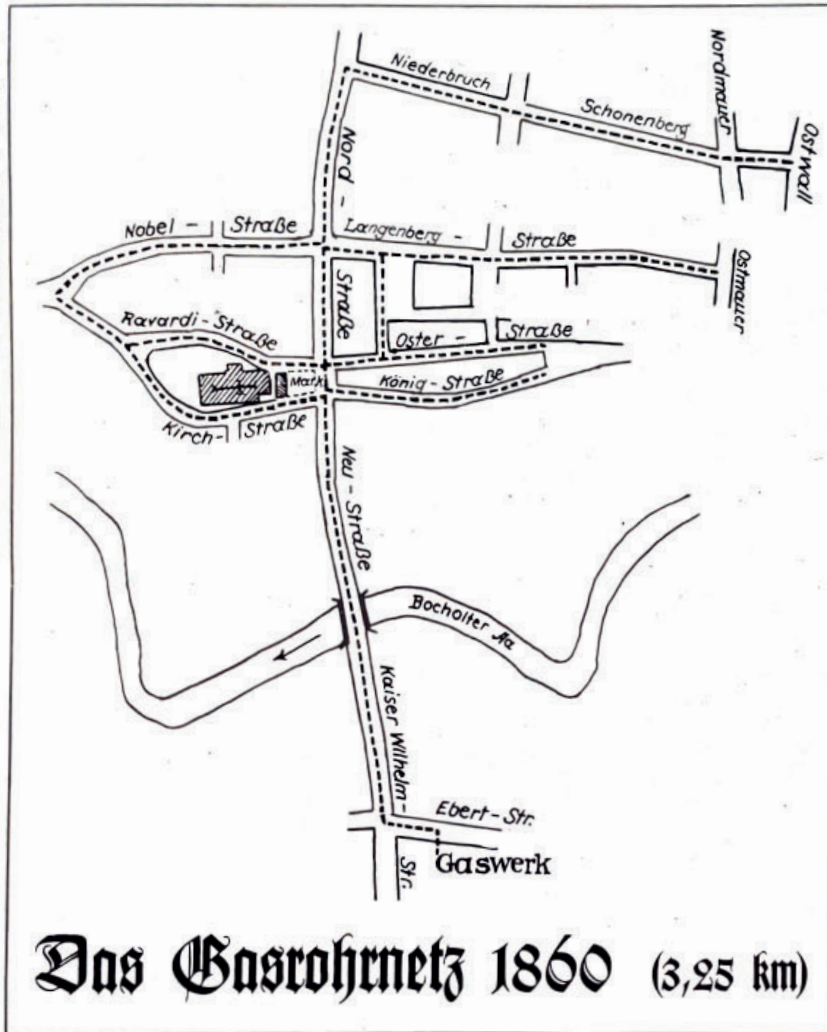 Niederbruch
Schonenberg
Nordmauer
Ostwall
Nord -
Straße
Nobel - Straße
Langenberg - Straße
Ostmauer
Ravardi-Straße
Oster - Straße
Markt
König-Straße
Kirch- Straße
Neu-Straße
Bocholter Aa
Kaiser Wilhelm-
Str.
Ebert-Str.
Gaswerk
Das Gasrohrnetz 1860 (3,25 km)